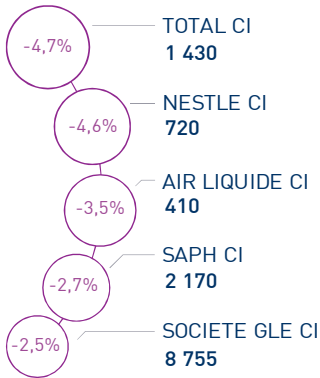 -4,7%
TOTAL CI
1 430
-4,6%
NESTLE CI
720
-3,5%
AIR LIQUIDE CI
410
-2,7%
SAPH CI
2 170
-2,5%
SOCIETE GLE CI
8 755